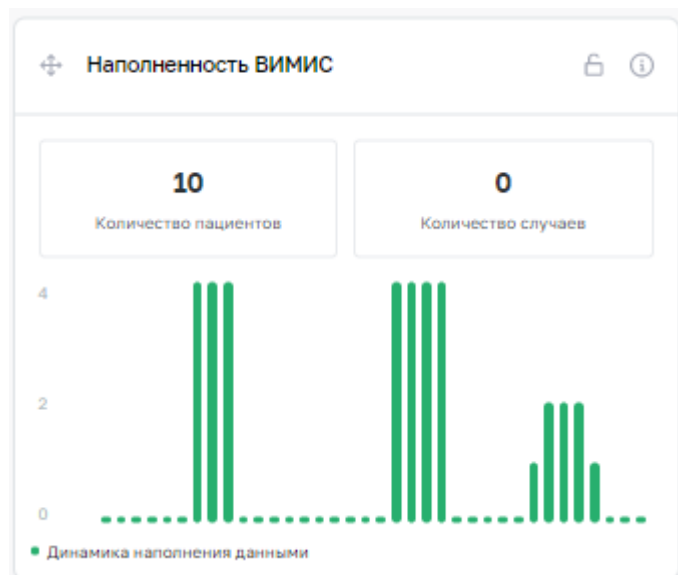 Наполненность ВИМИС
10
Количество пациентов
0
Количество случаев
4
2
0
Динамика наполнения данными